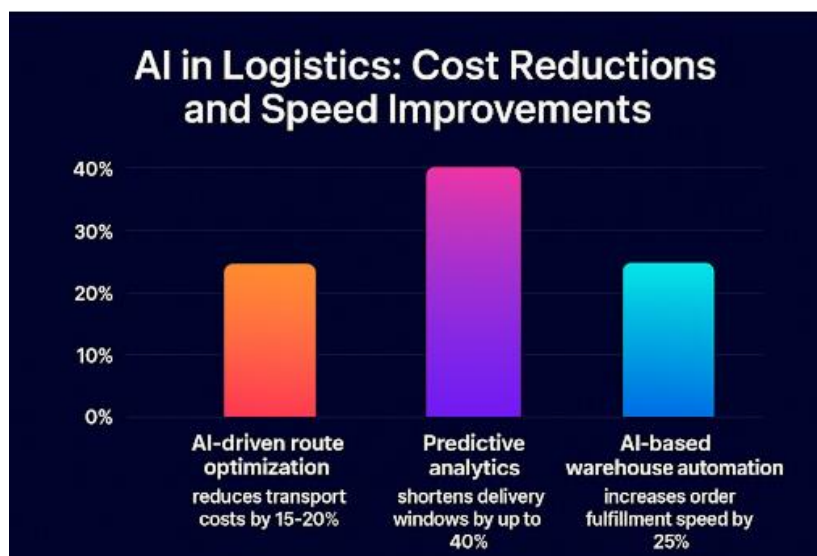 AI in Logistics: Cost Reductions
and Speed Improvements
40%
30%
20%
10%
0%
AI-driven route
optimization
reduces transport
costs by 15-20%
Predictive
analytics
shortens delivery
windows by up to
40%
AI-based
warehouse automation
increases order
fulfillment speed by
25%